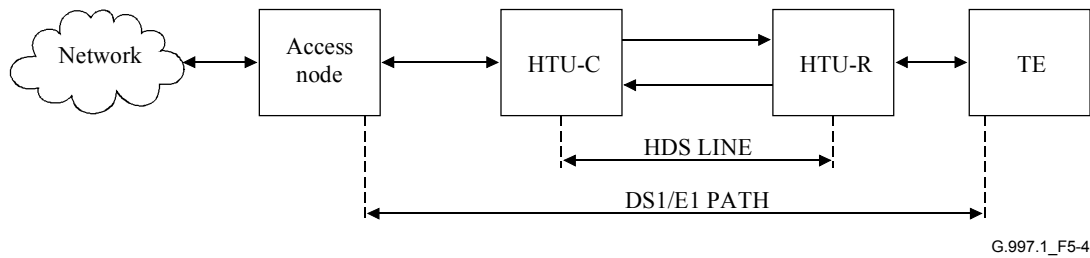 Network
Access
node
HTU-C
HTU-R
TE
HDS LINE
DS1/E1 PATH
G.997.1_F5-4